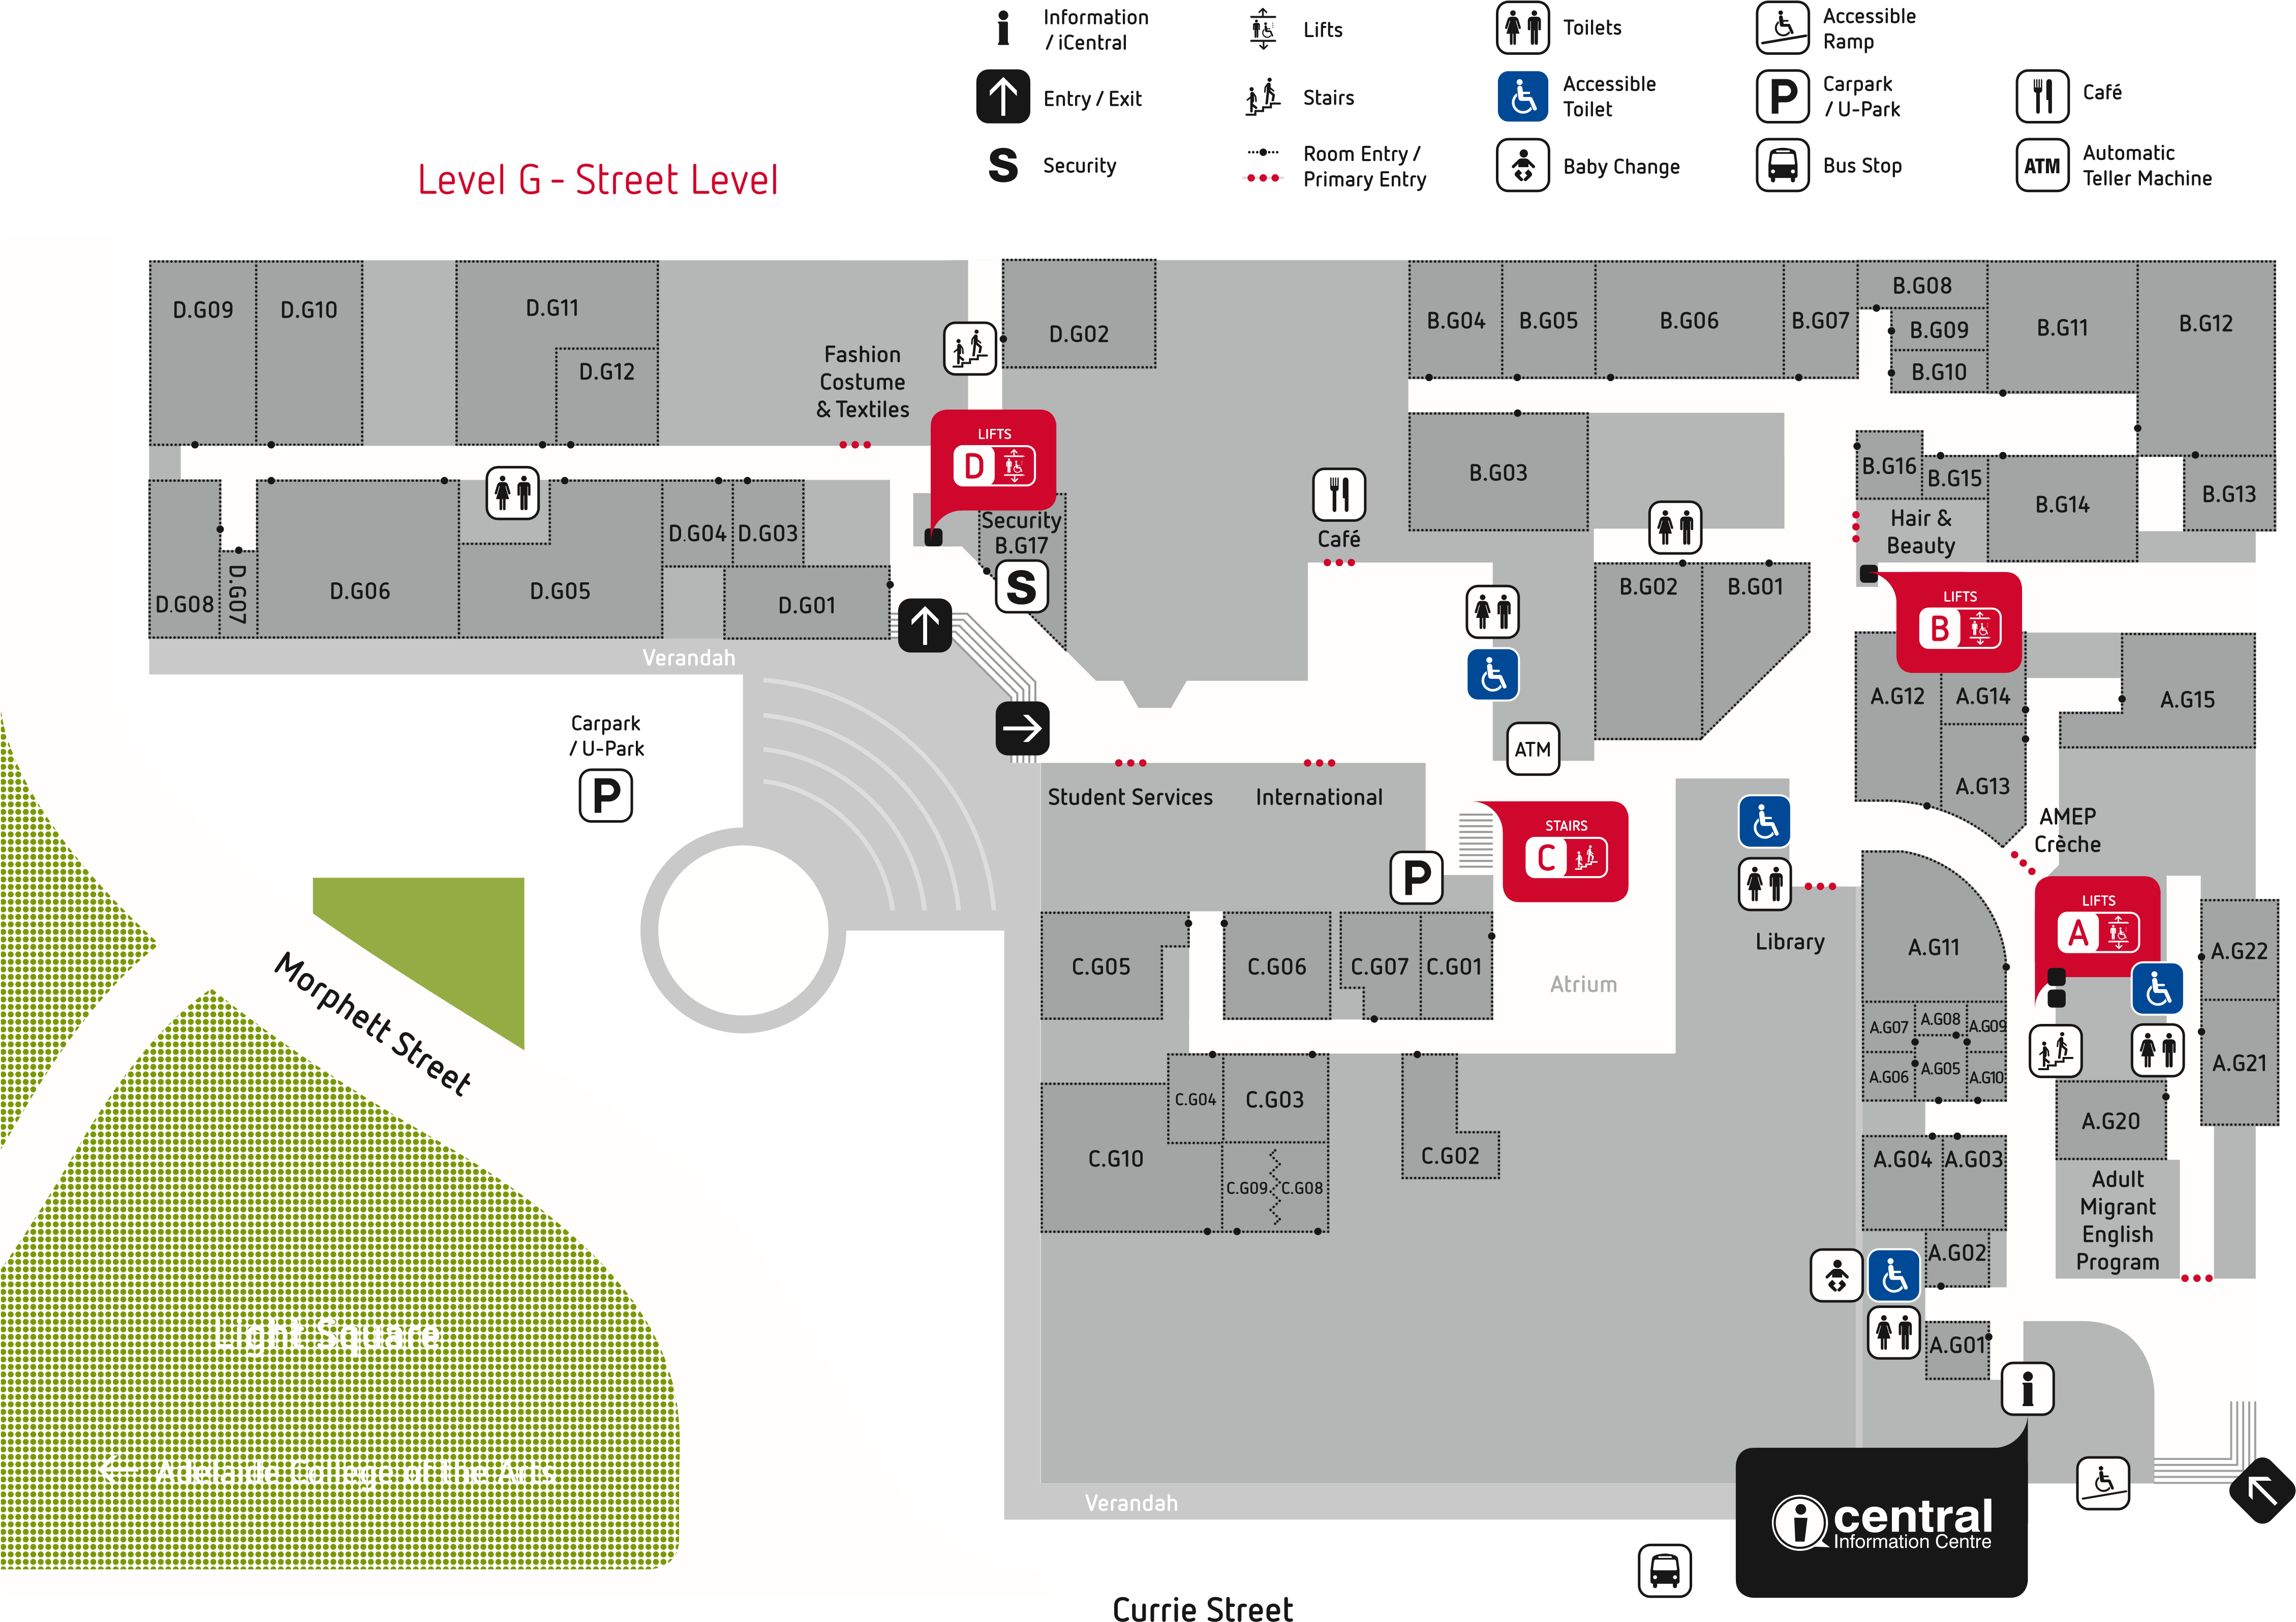 Information
/ iCentral
Lifts
Toilets
Accessible
Ramp
Entry / Exit
Stairs
Accessible
Toilet
P
Carpark
/ U-Park
Café
S
Security
Room Entry /
Primary Entry
Baby Change
Bus Stop
ATM
Automatic
Teller Machine
Level G - Street Level
D.G09
D.G10
D.G11
D.G12
Fashion
Costume
& Textiles
D.G02
B.G04
B.G05
B.G06
B.G07
B.G08
B.G09
B.G10
B.G11
B.G12
LIFTS
D
Security
B.G17
S
Café
B.G03
B.G16
B.G15
B.G14
B.G13
Hair &
Beauty
D.G08
D.G07
D.G06
D.G05
D.G04
D.G03
D.G01
Verandah
B.G02
B.G01
LIFTS
B
A.G12
A.G14
A.G13
A.G15
Carpark
/ U-Park
P
ATM
Student Services
International
STAIRS
C
P
AMEP
Crèche
Library
LIFTS
A
A.G11
A.G22
A.G21
C.G05
C.G06
C.G07
C.G01
Atrium
Morphett Street
A.G07
A.G08
A.G09
A.G06
A.G05
A.G10
C.G04
C.G03
C.G10
C.G09
C.G08
C.G02
A.G20
A.G04
A.G03
Adult
Migrant
English
Program
A.G02
A.G01
Light Square
← Adelaide College of the Arts
Verandah
central
Information Centre
Currie Street